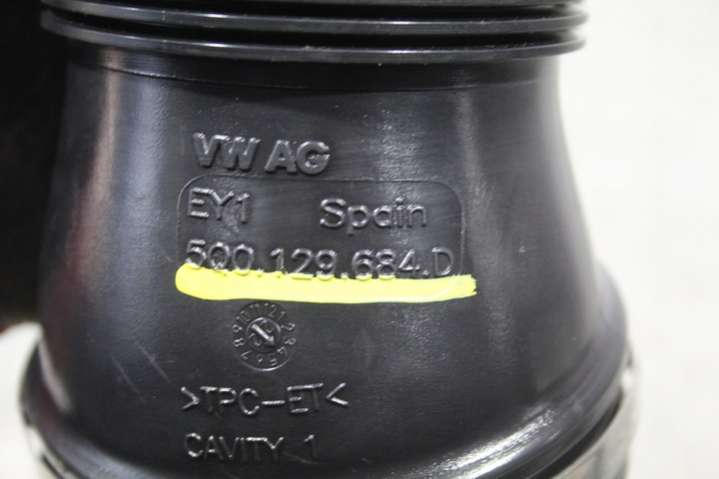 VW AG
EY1 Spain
5Q0.129.684.D
>TPC-ET<
CAVITY 1